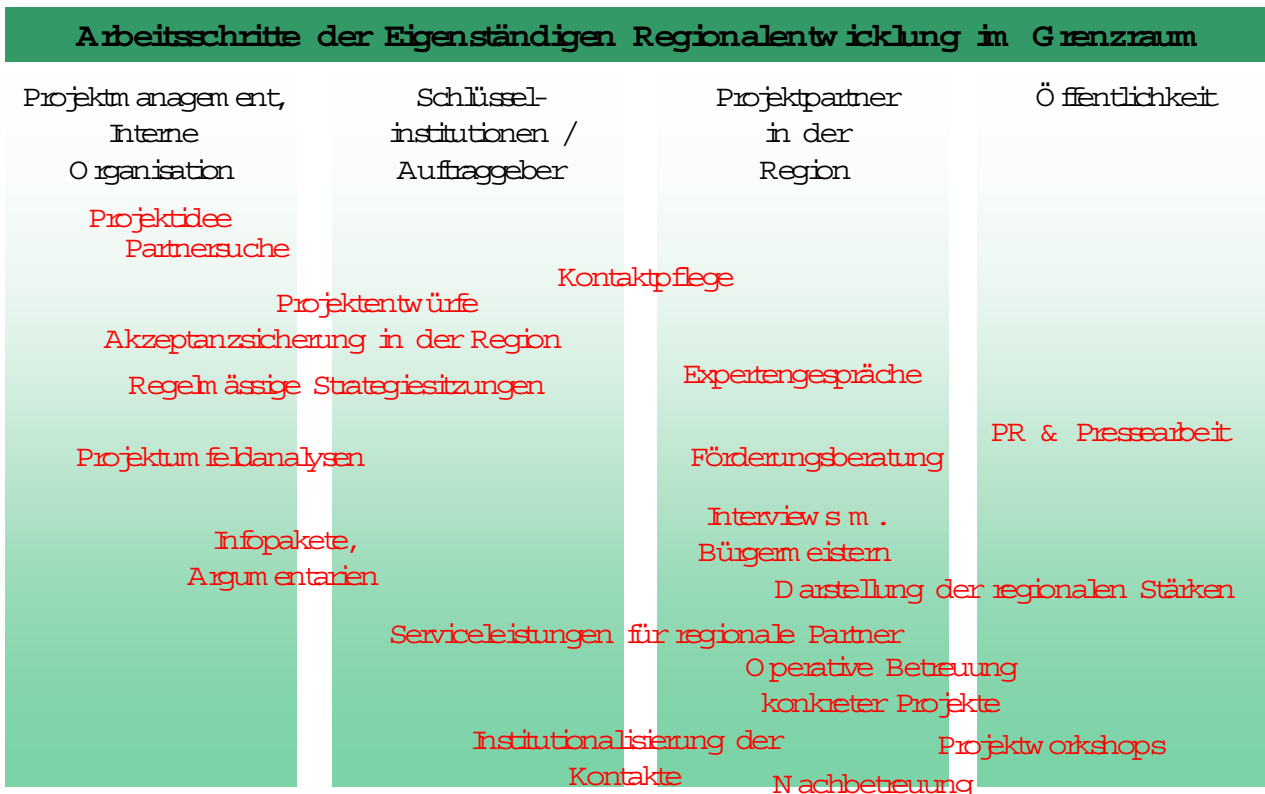 Arbeitsschritte der Eigenständigen Regionalentwicklung im Grenzraum
Projektmanagement,
Interne
Organisation
Schlüssel-
institutionen /
Auftraggeber
Projektpartner
in der
Region
Öffentlichkeit
Projektidee
Partnersuche
Kontaktpflege
Projektentwürfe
Akzeptanzsicherung in der Region
Regelmässige Strategiesitzungen
Expertengespräche
PR & Pressearbeit
Projektumfeldanalysen
Förderungsberatung
Interviews m.
Bürgermeistern
Infopakete,
Argumentarien
Darstellung der regionalen Stärken
Serviceleistungen für regionale Partner
Operative Betreuung
konkreter Projekte
Institutionalisierung der
Kontakte
Projektworkshops
Nachbetreuung